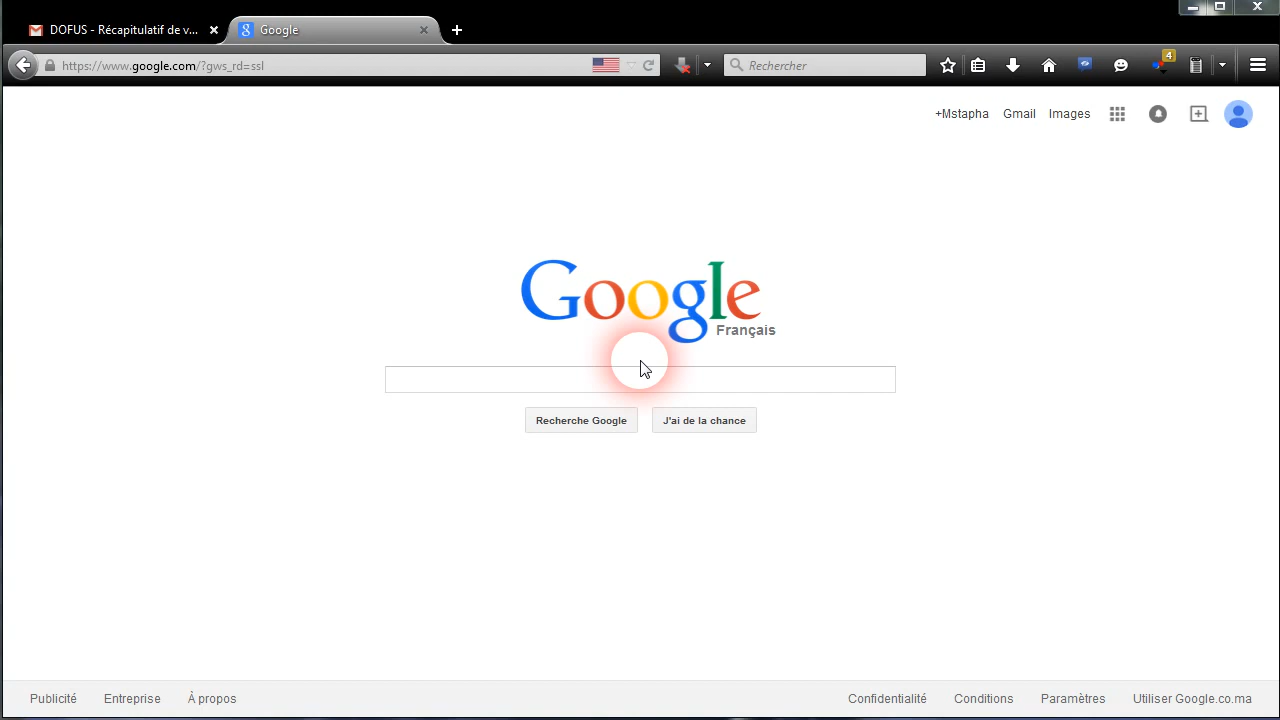 DOFUS - Récapitulatif de v...
Google
https://www.google.com/?gws_rd=ssl
Rechercher
4
+Mstapha
Gmail
Images
Google
Français
Recherche Google
J'ai de la chance
Publicité
Entreprise
À propos
Confidentialité
Conditions
Paramètres
Utiliser Google.co.ma